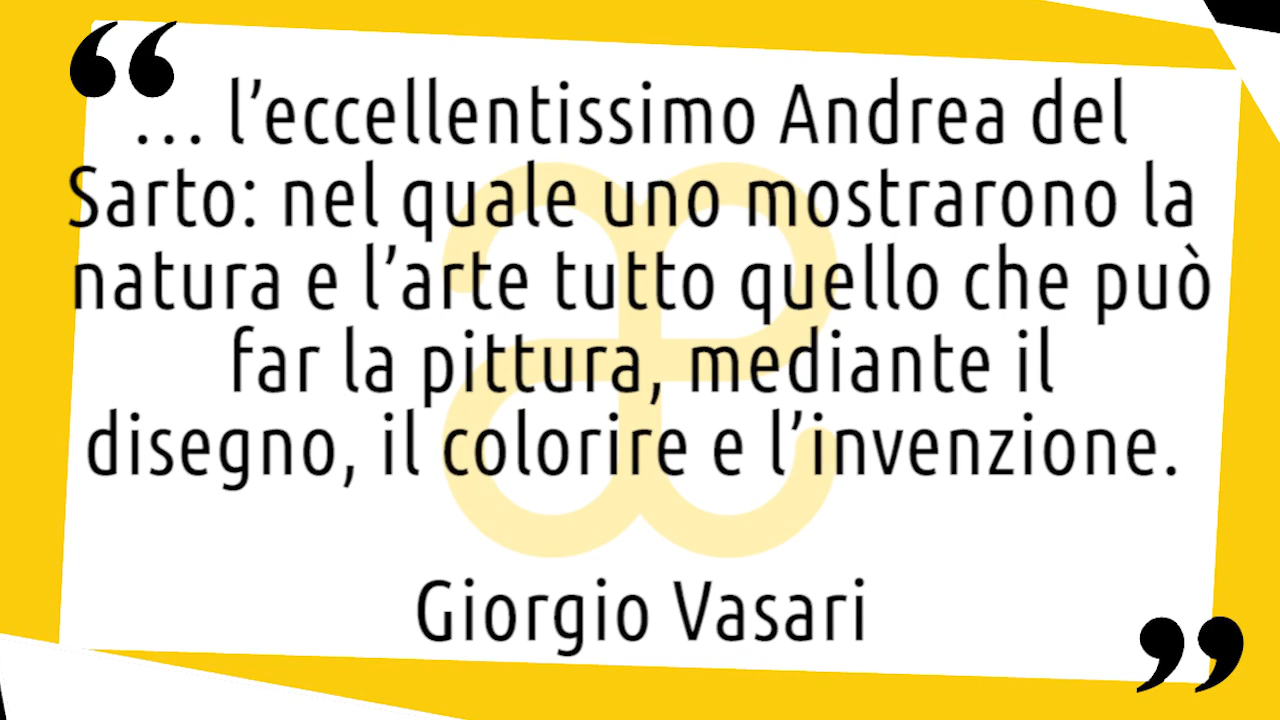 “
… l’eccellentissimo Andrea del
Sarto: nel quale uno mostrarono la
natura e l’arte tutto quello che può
far la pittura, mediante il
disegno, il colorire e l’invenzione.
Giorgio Vasari
”